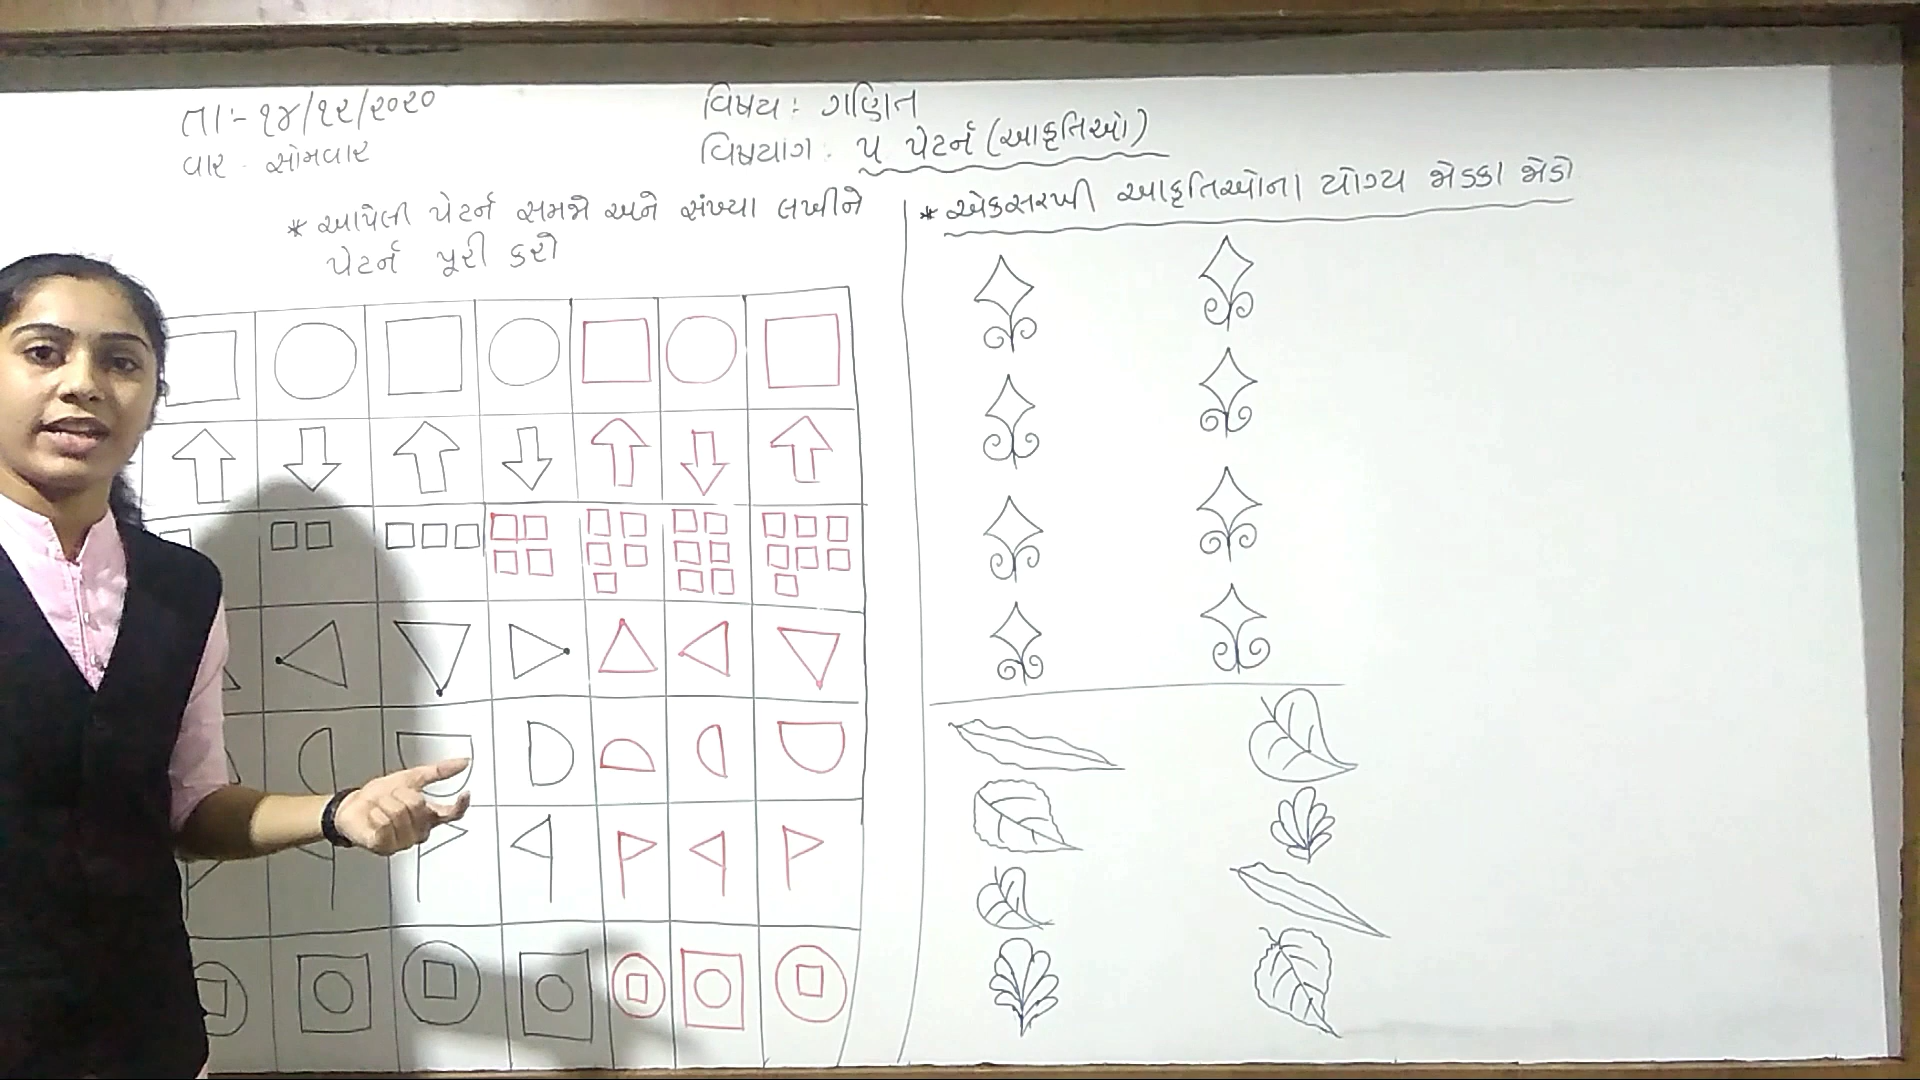 તા:- ૧૪/૧૨/૨૦૨૦
વાર - સોમવાર
વિષય : ગણિત
વિષયાંગ : ૫ પેટર્ન (આકૃતિઓ)
* આપેલી પેટર્ન સમજો અને સંખ્યા લખીને
પેટર્ન પૂરી કરો
* એકસરખી આકૃતિઓના યોગ્ય જોડકા જોડો